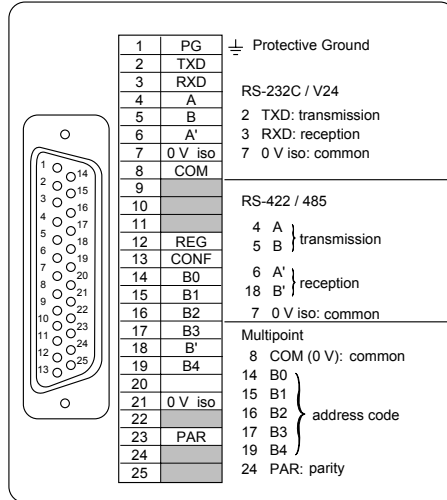 1 PG
2 TXD
3 RXD
4 A
5 B
6 A'
7 0 V iso
8 COM
9
10
11
12 REG
13 CONF
14 B0
15 B1
16 B2
17 B3
18 B'
19 B4
20
21 0 V iso
22
23 PAR
24
25
1
2
3
4
5
6
7
8
9
10
11
12
13
14
15
16
17
18
19
20
21
22
23
24
25
Protective Ground
RS-232C / V24
2 TXD: transmission
3 RXD: reception
7 0 V iso: common
RS-422 / 485
4 A
5 B
transmission
6 A'
18 B'
reception
7 0 V iso: common
Multipoint
8 COM (0 V): common
14 B0
15 B1
16 B2
17 B3
19 B4
address code
24 PAR: parity